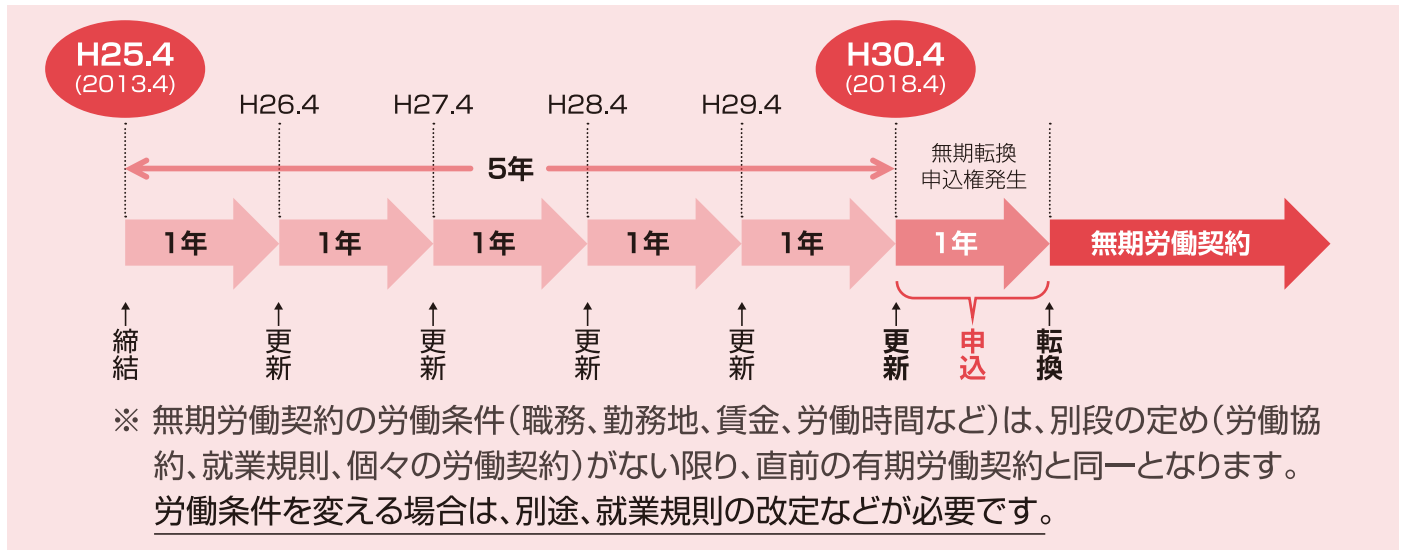 H25.4
(2013.4)
H26.4
H27.4
H28.4
H29.4
H30.4
(2018.4)
5年
無期転換
申込権発生
1年
1年
1年
1年
1年
1年
無期労働契約
↑締結
↑更新
↑更新
↑更新
↑更新
↑更新
申込
↑転換
※ 無期労働契約の労働条件(職務、勤務地、賃金、労働時間など)は、別段の定め(労働協
約、就業規則、個々の労働契約)がない限り、直前の有期労働契約と同一となります。
労働条件を変える場合は、別途、就業規則の改定などが必要です。